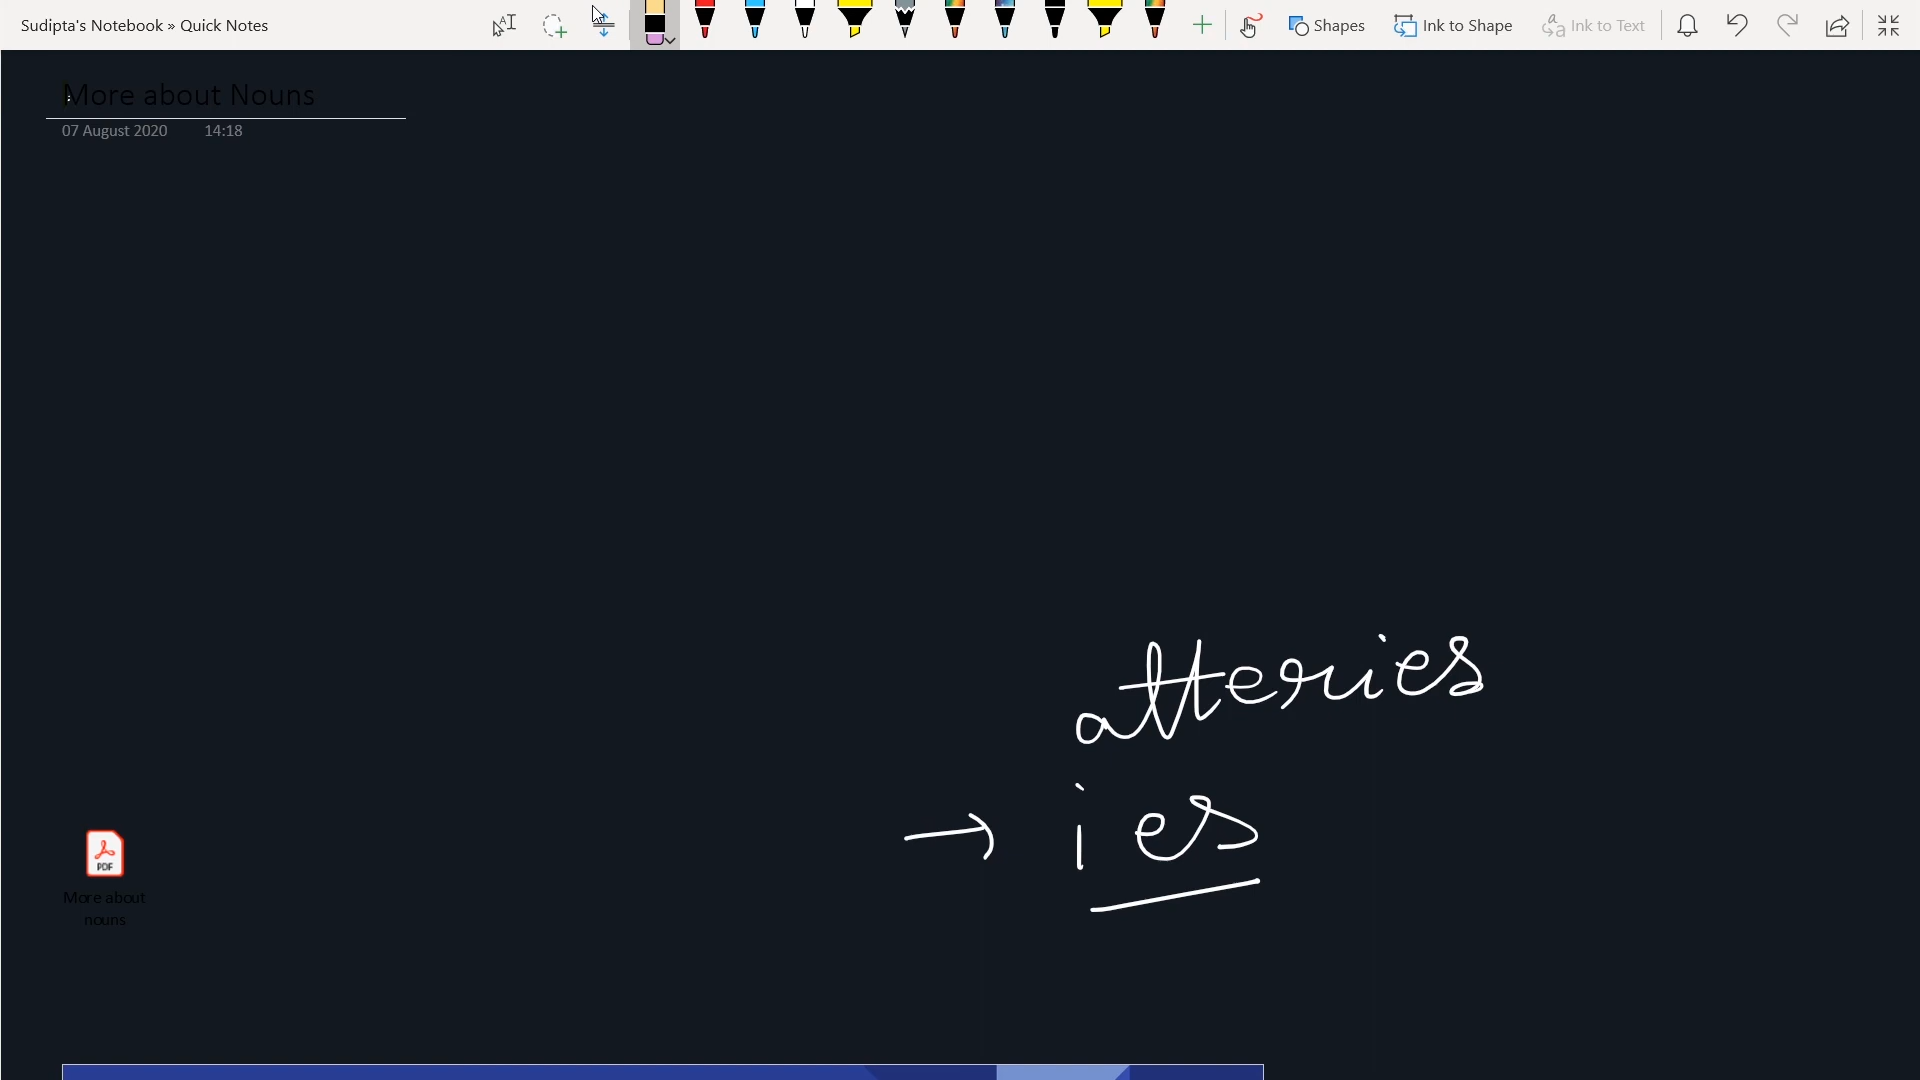 Sudipta's Notebook » Quick Notes
Shapes
Ink to Shape
Ink to Text
More about Nouns
07 August 2020 14:18
atteries
→ ies
More about
nouns
PDF